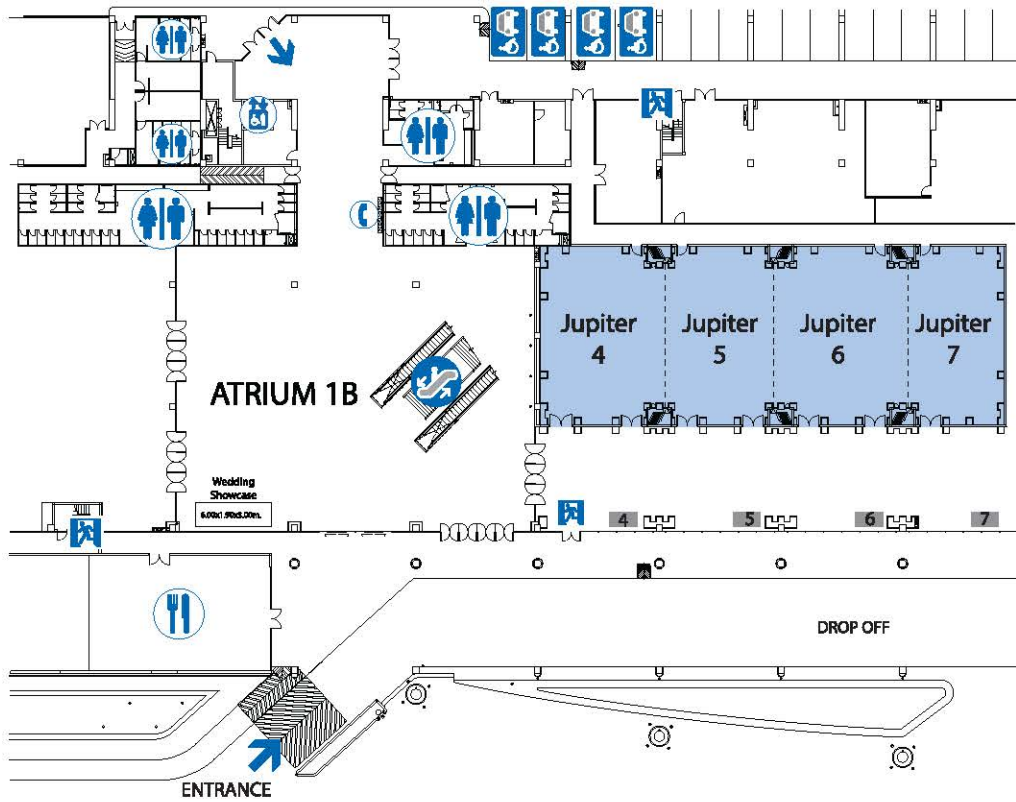 Jupiter
4
Jupiter
5
Jupiter
6
Jupiter
7
ATRIUM 1B
Wedding
Showcase
4
5
6
7
DROP OFF
ENTRANCE